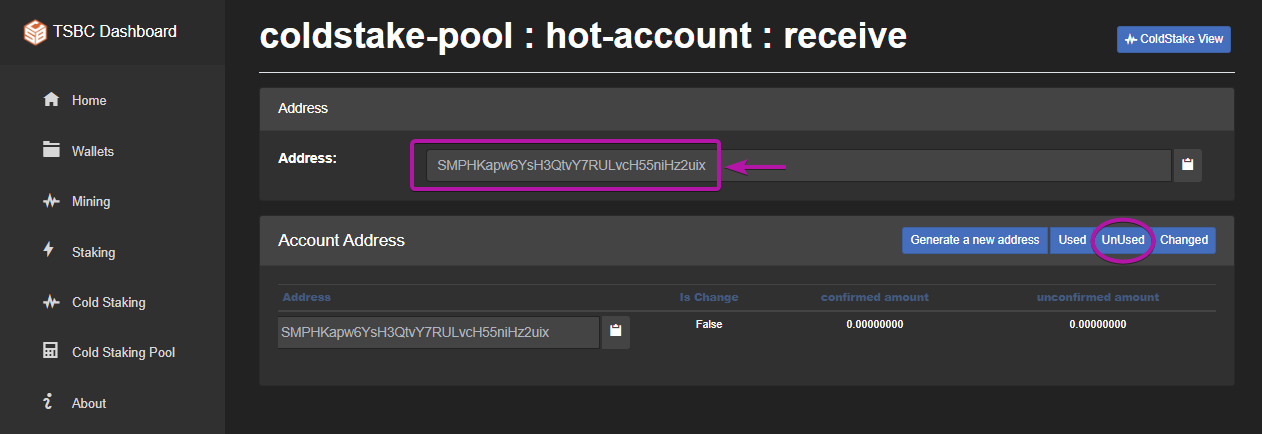 TSBC Dashboard
Home
Wallets
Mining
Staking
Cold Staking
Cold Staking Pool
About
coldstake-pool : hot-account : receive
ColdStake View
Address
Address:
SMPHKapw6YsH3QtvY7RULvcH55niHz2uix
Account Address
Generate a new address Used UnUsed Changed
Address Is Change confirmed amount unconfirmed amount
SMPHKapw6YsH3QtvY7RULvcH55niHz2uix False 0.00000000 0.00000000